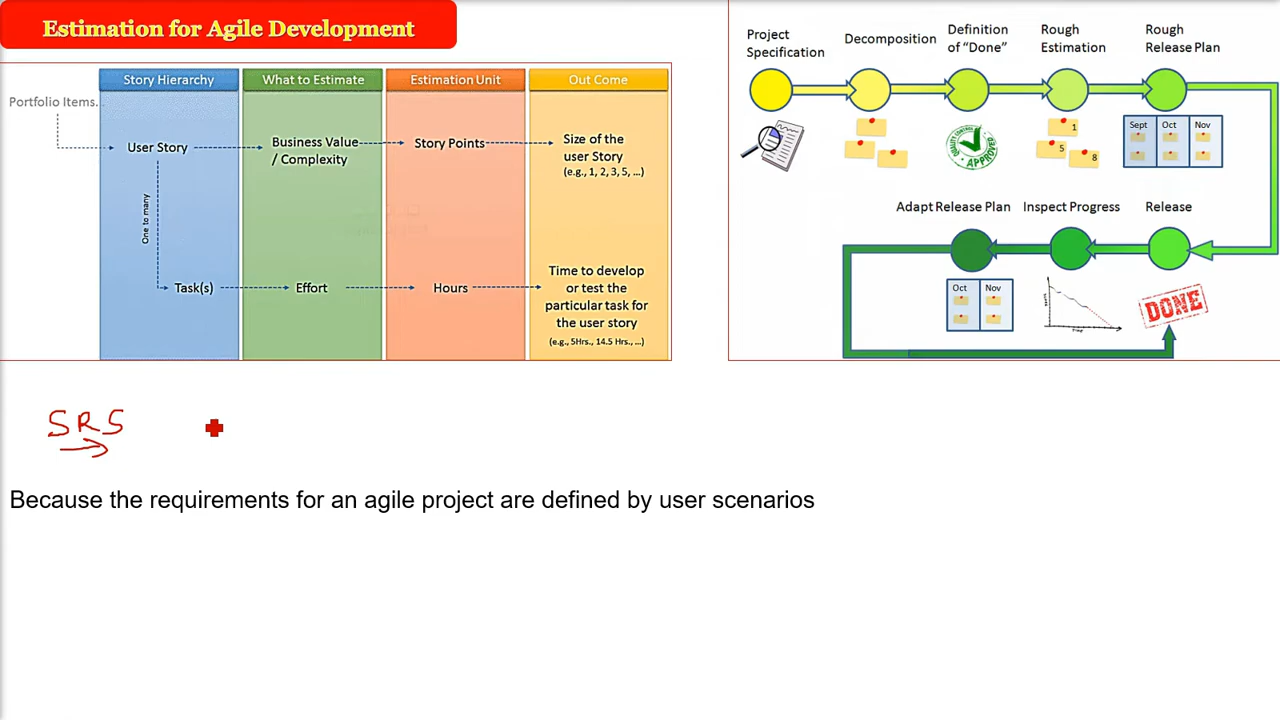 Estimation for Agile Development
Story Hierarchy
What to Estimate
Estimation Unit
Out Come
Portfolio Items.
User Story
Business Value
/ Complexity
Story Points
Size of the
user Story
(e.g., 1, 2, 3, 5, ...)
One to many
Task(s)
Effort
Hours
Time to develop
or test the
particular task for
the user story
(e.g., 5Hrs., 14.5 Hrs., ...)
Project
Specification
Decomposition
Definition
of "Done"
Rough
Estimation
Rough
Release Plan
APPROVED
1
5
8
Sept
Oct
Nov
Adapt Release Plan
Inspect Progress
Release
Oct
Nov
DONE
SRS
Because the requirements for an agile project are defined by user scenarios